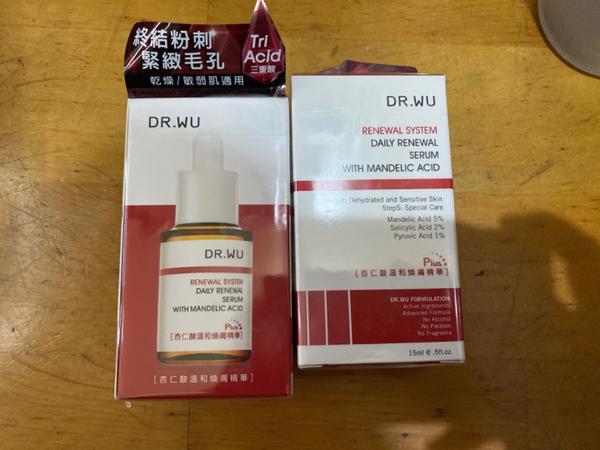 終結粉刺
緊緻毛孔
乾燥/敏弱肌適用
Tri
Acid
三重酸
DR.WU
DR.WU
RENEWAL SYSTEM
DAILY RENEWAL
SERUM
WITH MANDELIC ACID
Plus
[杏仁酸溫和煥膚精華]
[杏仁酸溫和煥膚精華]
DR.WU
RENEWAL SYSTEM
DAILY RENEWAL
SERUM
WITH MANDELIC ACID
Dehydrated and Sensitive Skin
Step5: Special Care
Mandelic Acid 5%
Salicylic Acid 2%
Pyruvic Acid 1%
Plus
[杏仁酸溫和煥膚精華]
DR.WU FORMULATION
Active Ingredients
Advanced Formula
No Alcohol
No Paraben
No Fragrance
15ml e .5fl.oz.